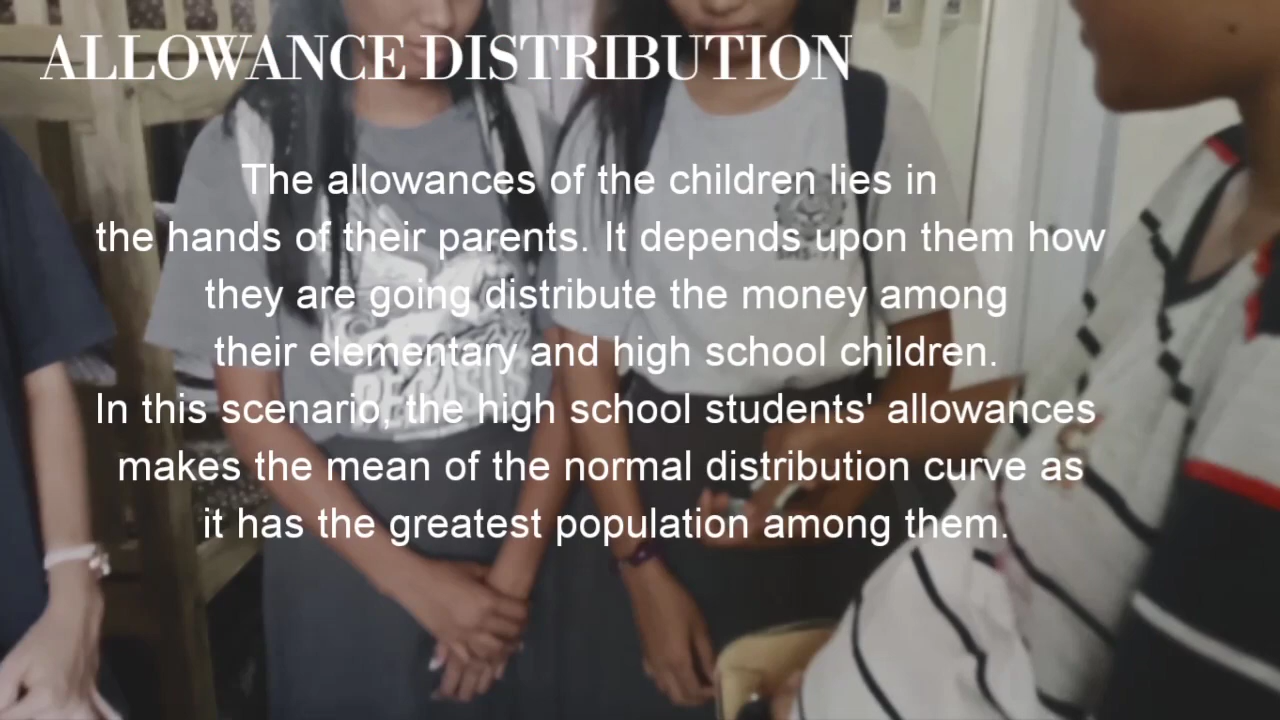 ALLOWANCE DISTRIBUTION
The allowances of the children lies in
the hands of their parents. It depends upon them how
they are going distribute the money among
their elementary and high school children.
In this scenario, the high school students' allowances
makes the mean of the normal distribution curve as
it has the greatest population among them.
PEGASUS